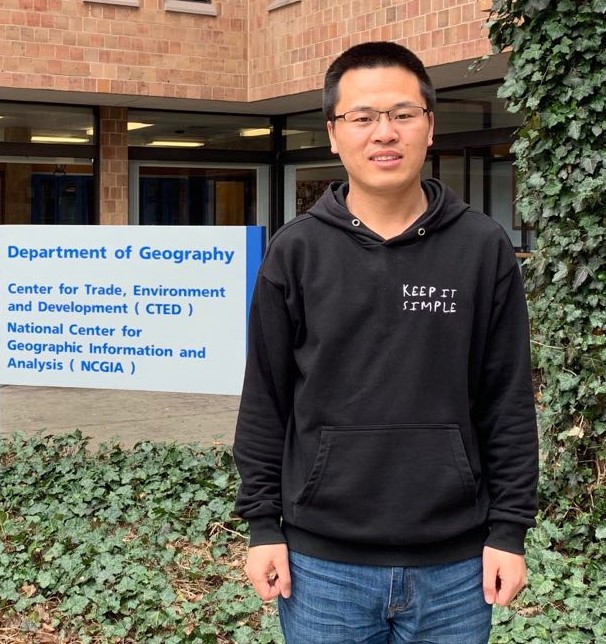 Department of Geography
Center for Trade, Environment
and Development ( CTED )
National Center for
Geographic Information and
Analysis ( NCGIA )
KEEP IT
SIMPLE